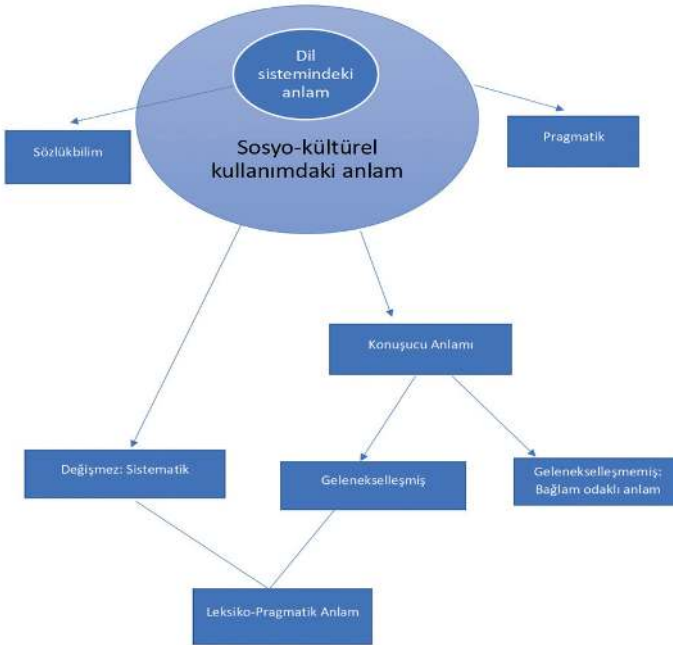 Dil
sistemindeki
anlam
Sosyo-kültürel
kullanımdaki anlam
Sözlükbilim
Pragmatik
Konuşucu Anlamı
Değişmez: Sistematik
Gelenekselleşmiş
Gelenekselleşmemiş:
Bağlam odaklı anlam
Leksiko-Pragmatik Anlam